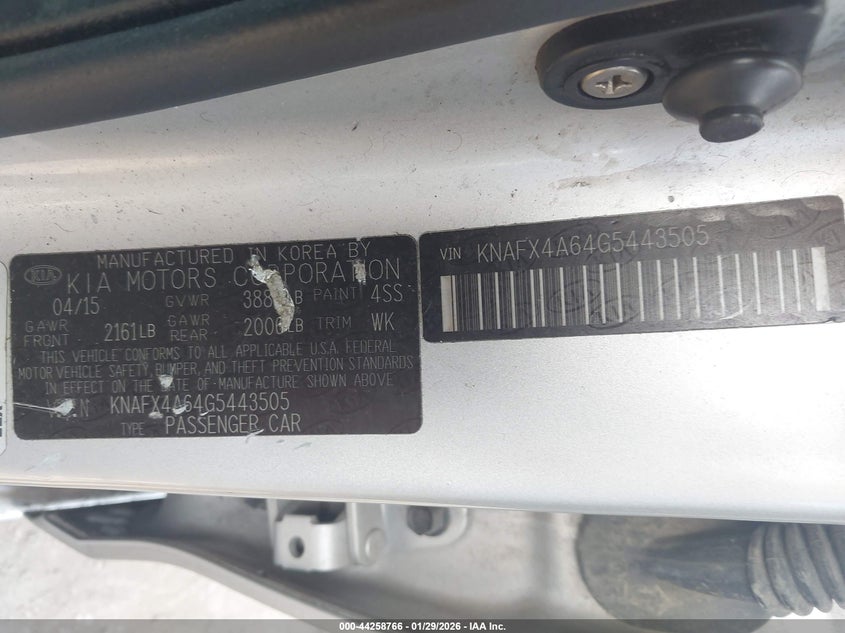 MANUFACTURED IN KOREA BY
KIA KIA MOTORS CORPORATION
04/15 GVWR PAINT 4SS
GAWR FRONT 2161LB GAWR REAR TRIM WK
THIS VEHICLE CONFORMS TO ALL APPLICABLE U.S.A. FEDERAL
MOTOR VEHICLE SAFETY, BUMPER, AND THEFT PREVENTION STANDARDS
IN EFFECT ON THE DATE OF MANUFACTURE SHOWN ABOVE
KNAFX4A64G5443505
TYPE PASSENGER CAR
VIN KNAFX4A64G5443505
000-44258766 - 01/29/2026 - IAA Inc.